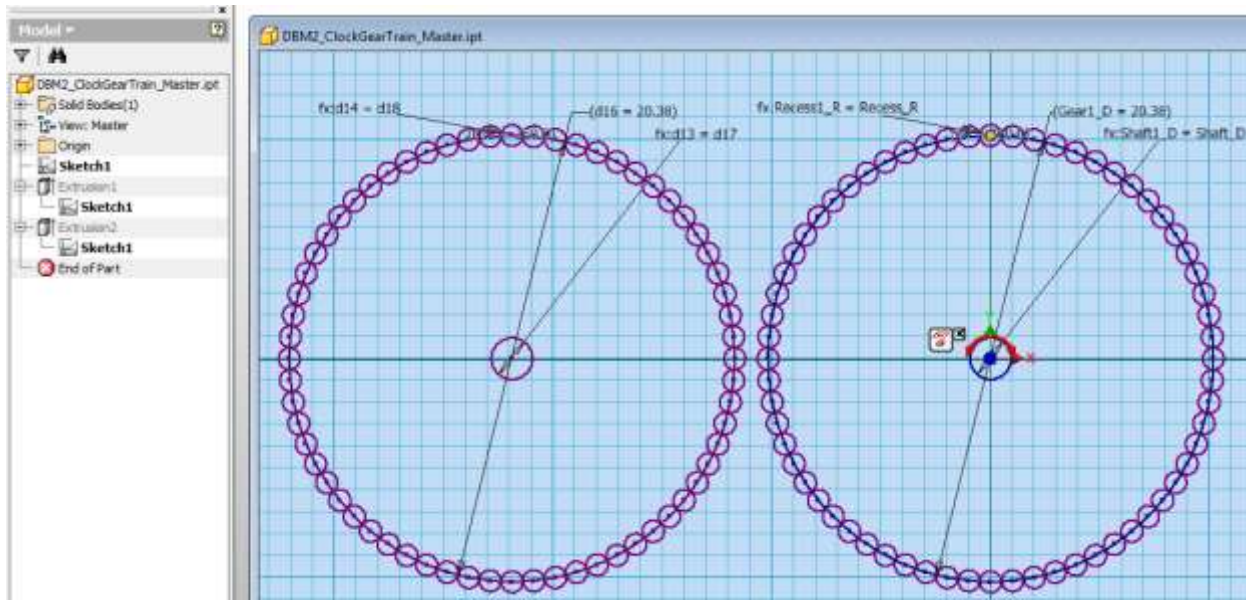 Model
DBM2_ClockGearTrain_Master.ipt
Solid Bodies(1)
View: Master
Origin
Sketch1
Extrusion1
Sketch1
Extrusion2
Sketch1
End of Part
DBM2_ClockGearTrain_Master.ipt
fx:d14 = d18
(d16 = 20.38)
fx:d13 = d17
fx:Recess1_R = Recess_R
(Gear1_D = 20.38)
fx:Shaft1_D = Shaft_D
Y
X